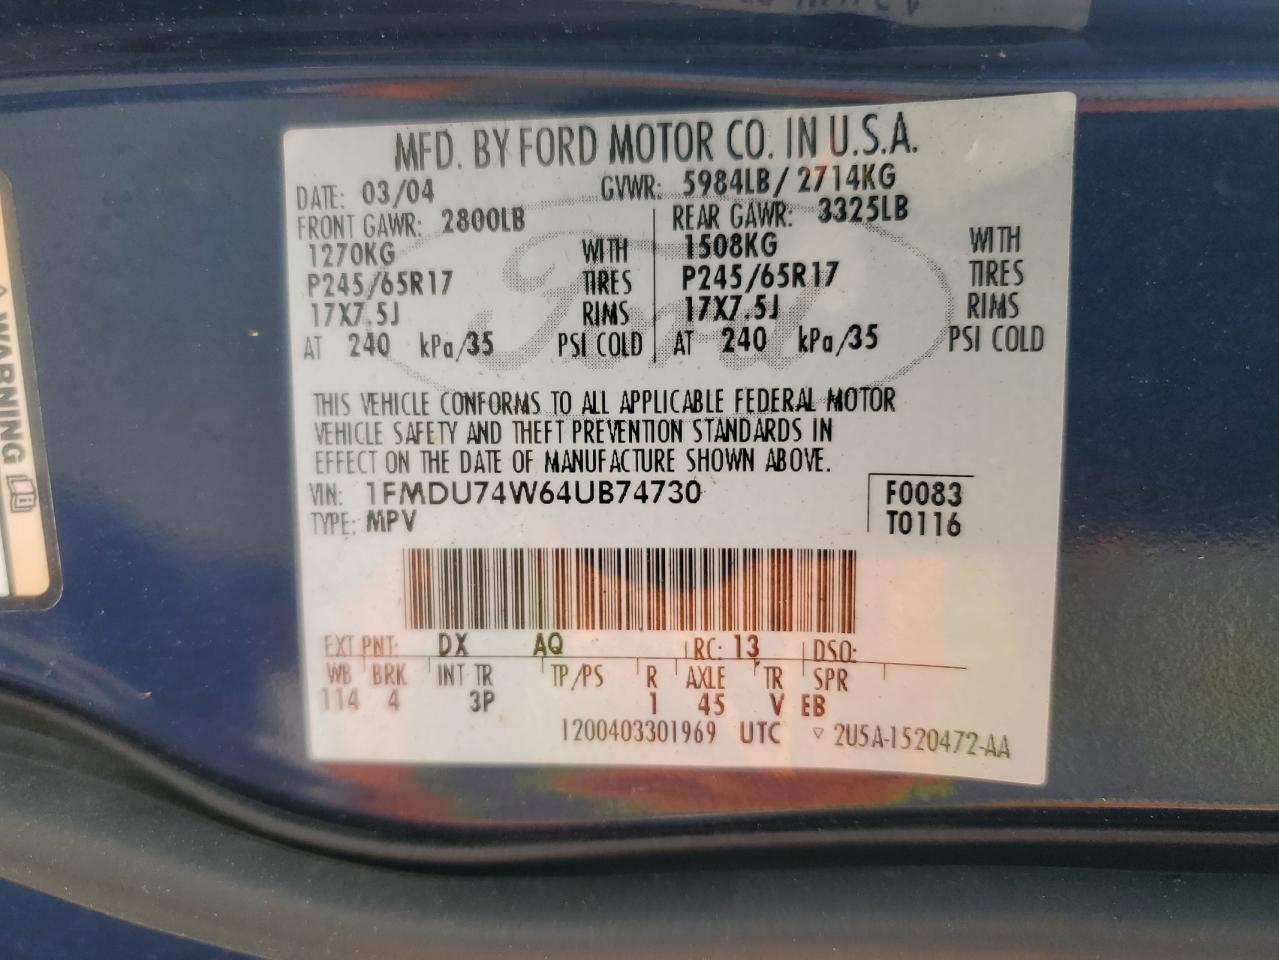 MFD. BY FORD MOTOR CO. IN U.S.A.
DATE: 03/04 GVWR: 5984LB/ 2714KG
FRONT GAWR: 2800LB REAR GAWR: 3325LB
1270KG WITH 1508KG WITH
P245/65R17 TIRES P245/65R17 TIRES
17X7.5J RIMS 17X7.5J RIMS
AT 240 kPa/35 PSI COLD AT 240 kPa/35 PSI COLD
Ford
THIS VEHICLE CONFORMS TO ALL APPLICABLE FEDERAL MOTOR
VEHICLE SAFETY AND THEFT PREVENTION STANDARDS IN
EFFECT ON THE DATE OF MANUFACTURE SHOWN ABOVE.
VIN: 1FMDU74W64UB74730 F0083
TYPE: MPV T0116
EXT PNT: DX AQ RC: 13 DSO:
WB BRK INT TR TP/PS R AXLE TR SPR
114 4 3P 1 45 V EB
1200403301969 UTC ▽ 2U5A-1520472-AA
WARNING